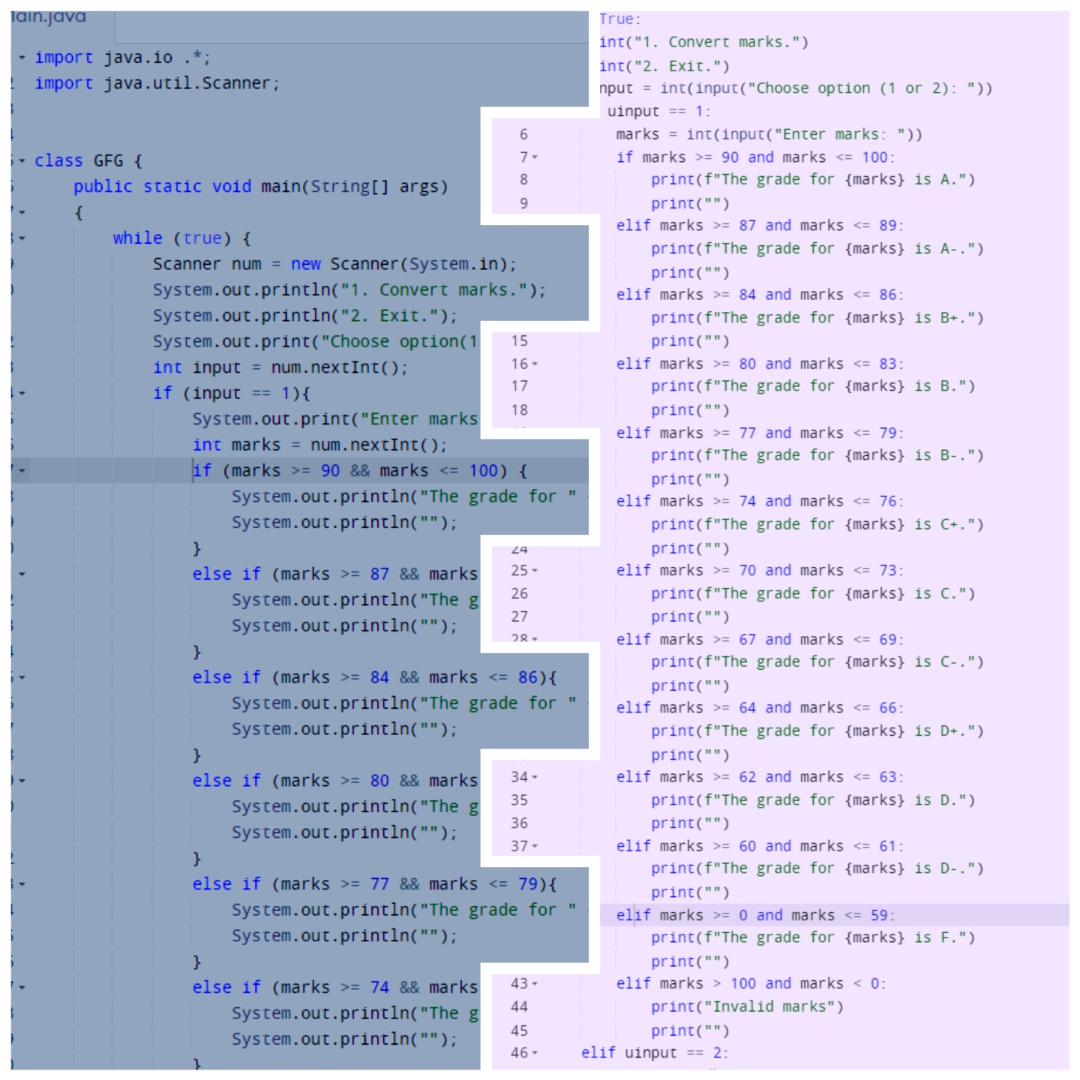 ain.java
import java.io .*;
import java.util.Scanner;
class GFG {
public static void main(String[] args)
{
while (true) {
Scanner num = new Scanner(System.in);
System.out.println("1. Convert marks.");
System.out.println("2. Exit.");
System.out.print("Choose option(1
int input = num.nextInt();
if (input == 1){
System.out.print("Enter marks
int marks = num.nextInt();
if (marks >= 90 && marks <= 100) {
System.out.println("The grade for "
System.out.println("");
}
else if (marks >= 87 && marks
System.out.println("The g
System.out.println("");
}
else if (marks >= 84 && marks <= 86){
System.out.println("The grade for "
System.out.println("");
}
else if (marks >= 80 && marks
System.out.println("The g
System.out.println("");
}
else if (marks >= 77 && marks <= 79){
System.out.println("The grade for "
System.out.println("");
}
else if (marks >= 74 && marks
System.out.println("The g
System.out.println("");
}
True:
int("1. Convert marks.")
int("2. Exit.")
nput = int(input("Choose option (1 or 2): "))
uinput == 1:
6 marks = int(input("Enter marks: "))
7 if marks >= 90 and marks <= 100:
8 print(f"The grade for {marks} is A.")
9 print("")
elif marks >= 87 and marks <= 89:
print(f"The grade for {marks} is A-.")
print("")
elif marks >= 84 and marks <= 86:
print(f"The grade for {marks} is B+.")
15 print("")
16 elif marks >= 80 and marks <= 83:
17 print(f"The grade for {marks} is B.")
18 print("")
elif marks >= 77 and marks <= 79:
print(f"The grade for {marks} is B-.")
print("")
elif marks >= 74 and marks <= 76:
print(f"The grade for {marks} is C+.")
24 print("")
25 elif marks >= 70 and marks <= 73:
26 print(f"The grade for {marks} is C.")
27 print("")
28 elif marks >= 67 and marks <= 69:
print(f"The grade for {marks} is C-.")
print("")
elif marks >= 64 and marks <= 66:
print(f"The grade for {marks} is D+.")
print("")
34 elif marks >= 62 and marks <= 63:
35 print(f"The grade for {marks} is D.")
36 print("")
37 elif marks >= 60 and marks <= 61:
print(f"The grade for {marks} is D-.")
print("")
elif marks >= 0 and marks <= 59:
print(f"The grade for {marks} is F.")
print("")
43 elif marks > 100 and marks < 0:
44 print("Invalid marks")
45 print("")
46 elif uinput == 2: